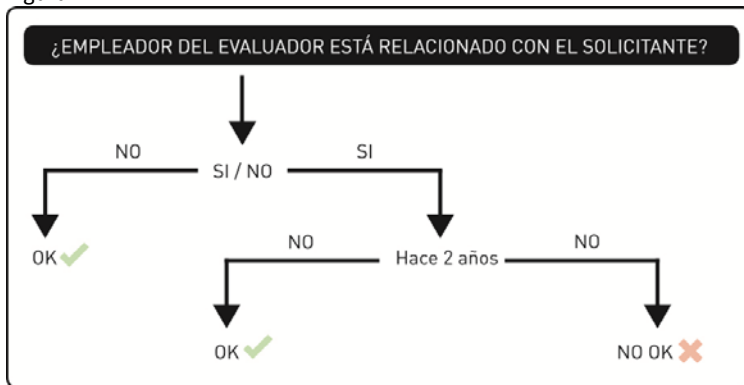 ¿EMPLEADOR DEL EVALUADOR ESTÁ RELACIONADO CON EL SOLICITANTE?
NO
SI / NO
SI
OK
NO
Hace 2 años
NO
OK
NO OK